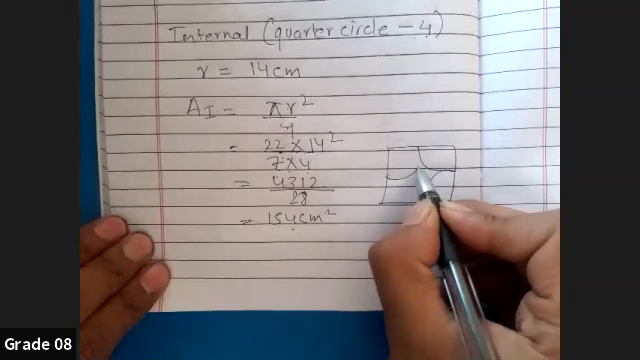 Internal (quarter circle - 4)
r = 14cm
A_I = πr²/4
= 22 × 14²/7 × 4
= 4312/28
= 154cm²
Grade 08